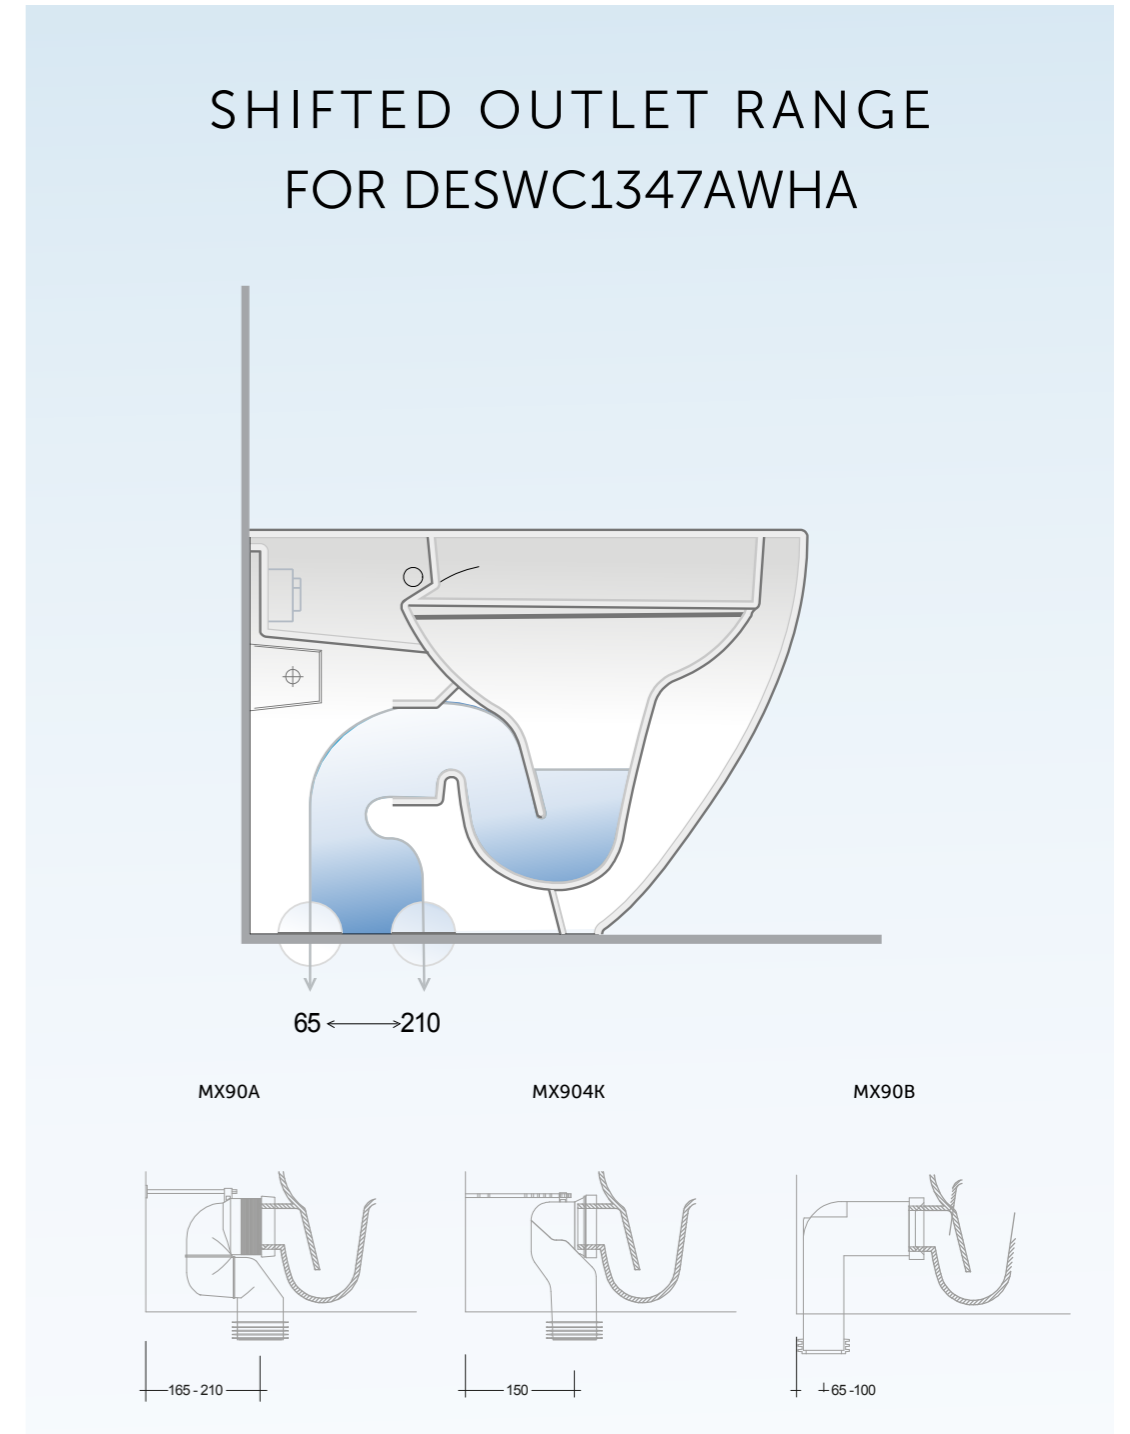 SHIFTED OUTLET RANGE
FOR DESWC1347AWHA
65 210
MX90A MX904K MX90B
165 - 210 150 65 -100